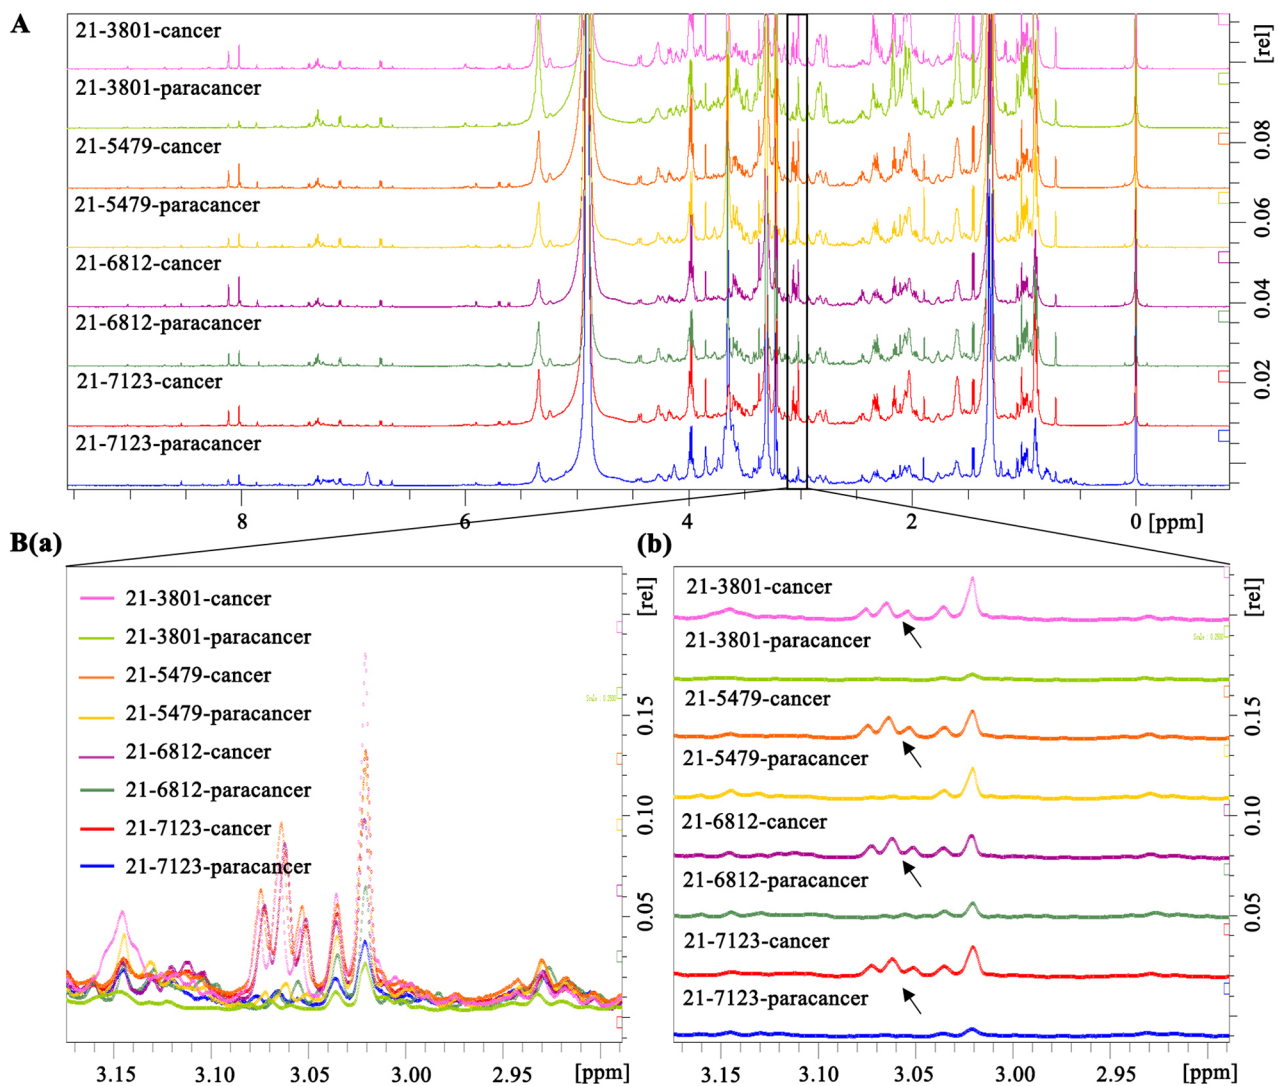 A
21-3801-cancer
21-3801-paracancer
21-5479-cancer
21-5479-paracancer
21-6812-cancer
21-6812-paracancer
21-7123-cancer
21-7123-paracancer
[rel]
0.08
0.06
0.04
0.02
8 6 4 2 0 [ppm]
B(a)
21-3801-cancer
21-3801-paracancer
21-5479-cancer
21-5479-paracancer
21-6812-cancer
21-6812-paracancer
21-7123-cancer
21-7123-paracancer
[rel]
0.15
0.10
0.05
3.15 3.10 3.05 3.00 2.95 [ppm]
(b)
21-3801-cancer
21-3801-paracancer
21-5479-cancer
21-5479-paracancer
21-6812-cancer
21-6812-paracancer
21-7123-cancer
21-7123-paracancer
[rel]
0.15
0.10
0.05
3.15 3.10 3.05 3.00 2.95 [ppm]